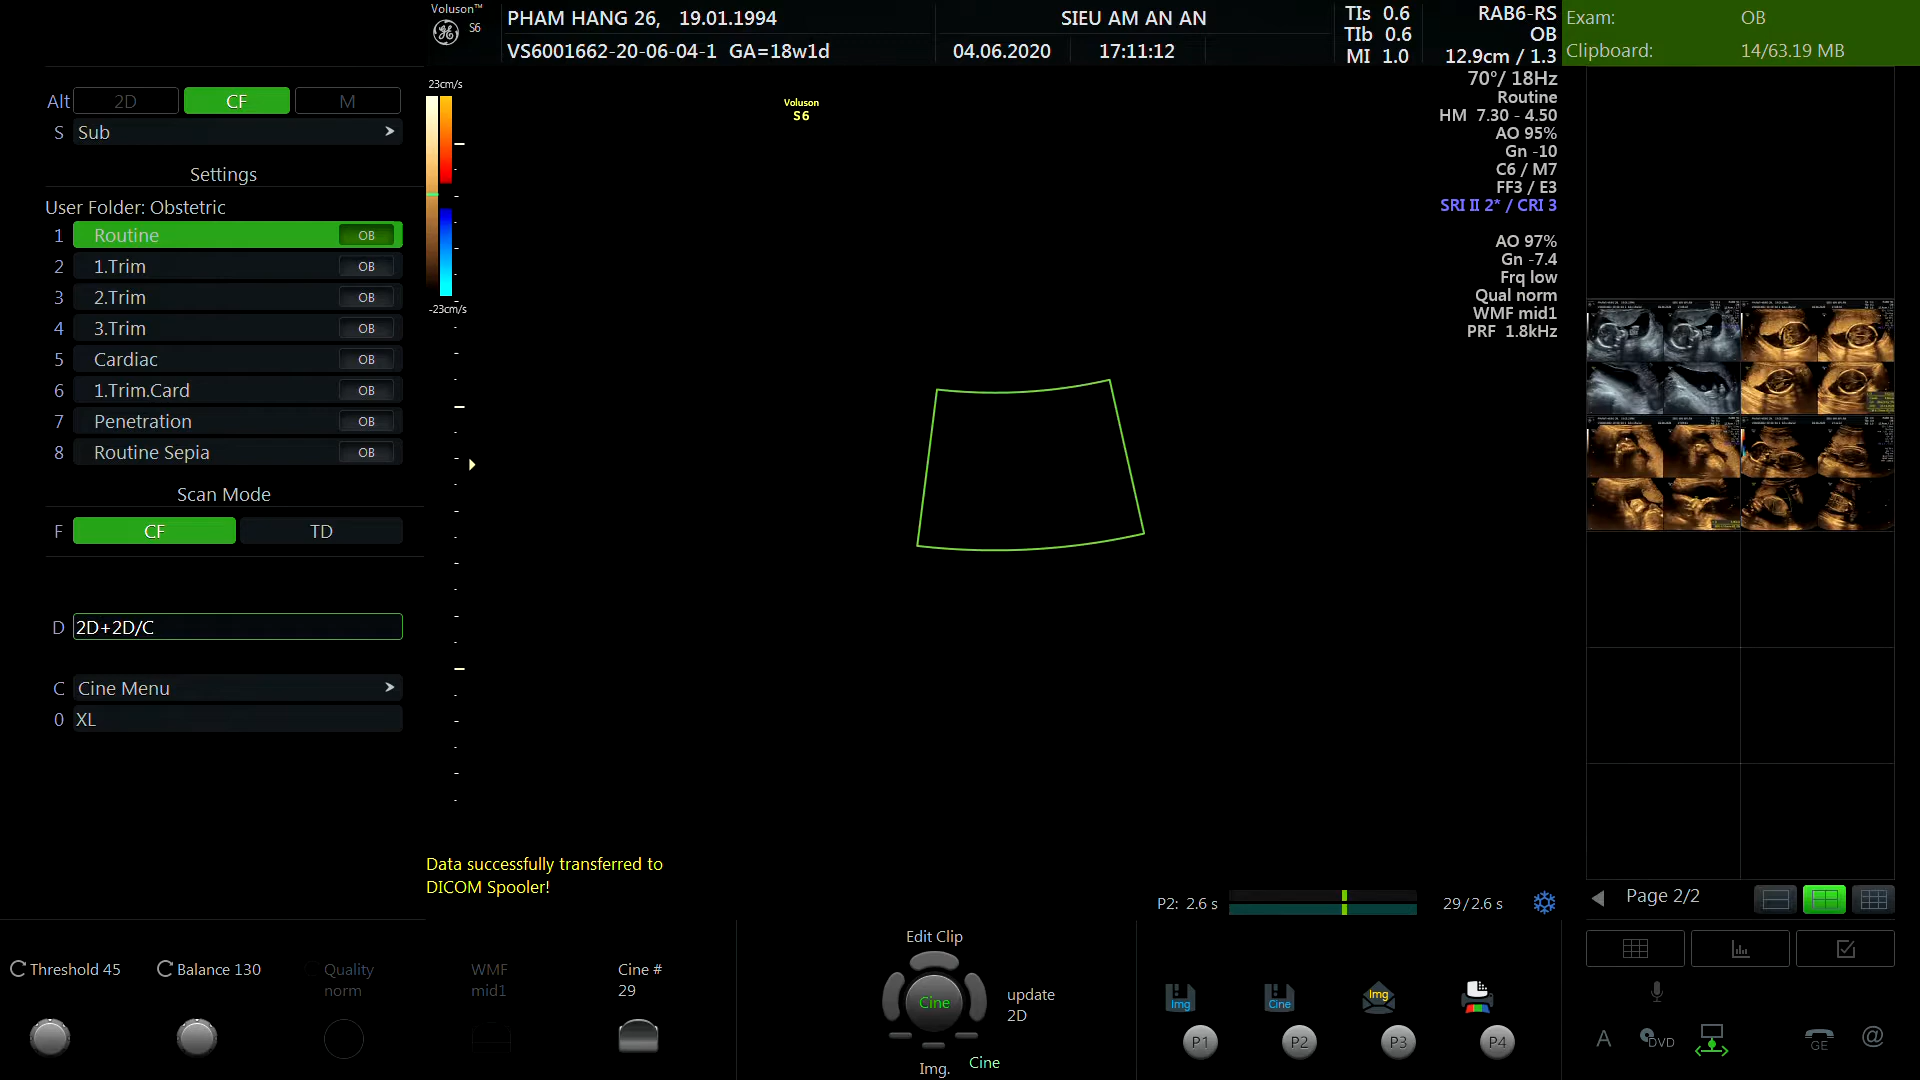 Voluson™
S6
PHAM HANG 26, 19.01.1994
VS6001662-20-06-04-1 GA=18w1d
SIEU AM AN AN
04.06.2020 17:11:12
TIs 0.6
TIb 0.6
MI 1.0
RAB6-RS
OB
12.9cm / 1.3
70°/ 18Hz
Routine
HM 7.30 - 4.50
AO 95%
Gn -10
C6 / M7
FF3 / E3
SRI II 2* / CRI 3
AO 97%
Gn -7.4
Frq low
Qual norm
WMF mid1
PRF 1.8kHz
Exam: OB
Clipboard: 14/63.19 MB
Alt 2D CF M
S Sub
Settings
User Folder: Obstetric
1 Routine OB
2 1.Trim OB
3 2.Trim OB
4 3.Trim OB
5 Cardiac OB
6 1.Trim.Card OB
7 Penetration OB
8 Routine Sepia OB
Scan Mode
F CF TD
D 2D+2D/C
C Cine Menu
0 XL
23cm/s
-23cm/s
Voluson
S6
Data successfully transferred to
DICOM Spooler!
P2: 2.6 s
29/2.6 s
Page 2/2
Threshold 45
Balance 130
Quality
norm
WMF
mid1
Cine #
29
Edit Clip
Cine
update
2D
Img.
Cine
Img
Cine
Img
P1
P2
P3
P4
A
DVD
GE
@